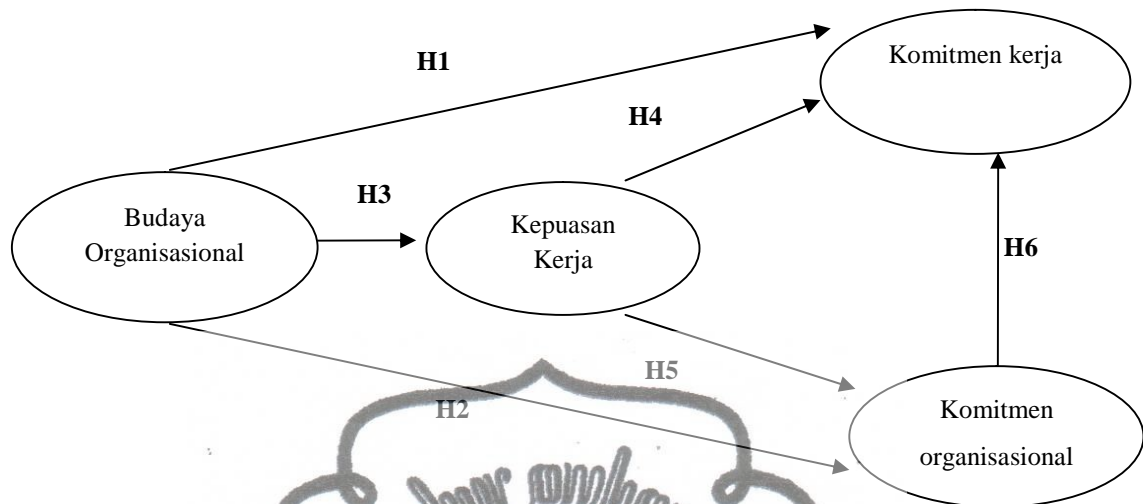 H1
Komitmen kerja
H4
H3
Budaya
Organisasional
Kepuasan
Kerja
H6
H5
H2
Komitmen
organisasional